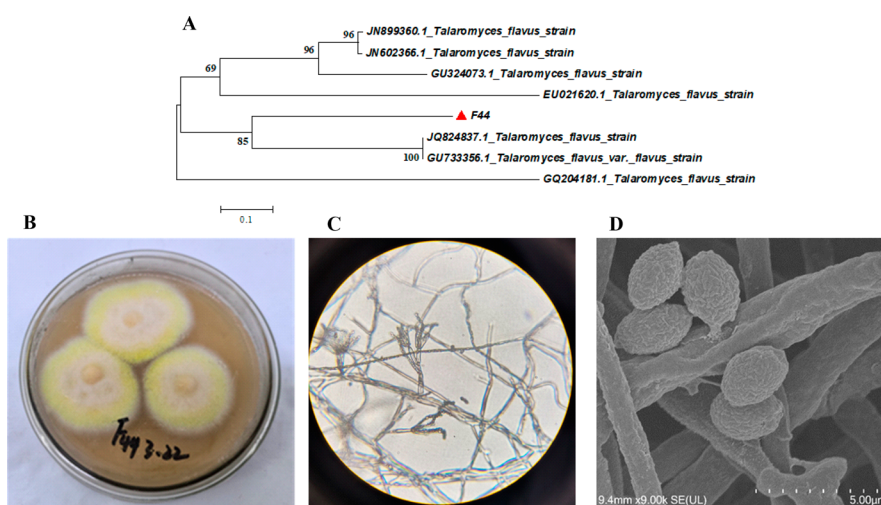 A
JN899360.1_Talaromyces_flavus_strain
96
JN602366.1_Talaromyces_flavus_strain
96
GU324073.1_Talaromyces_flavus_strain
69
EU021620.1_Talaromyces_flavus_strain
F44
85
JQ824837.1_Talaromyces_flavus_strain
100
GU733356.1_Talaromyces_flavus_var._flavus_strain
GQ204181.1_Talaromyces_flavus_strain
0.1
B
C
D
F44 3.22
9.4mm x9.00k SE(UL)
5.00μm